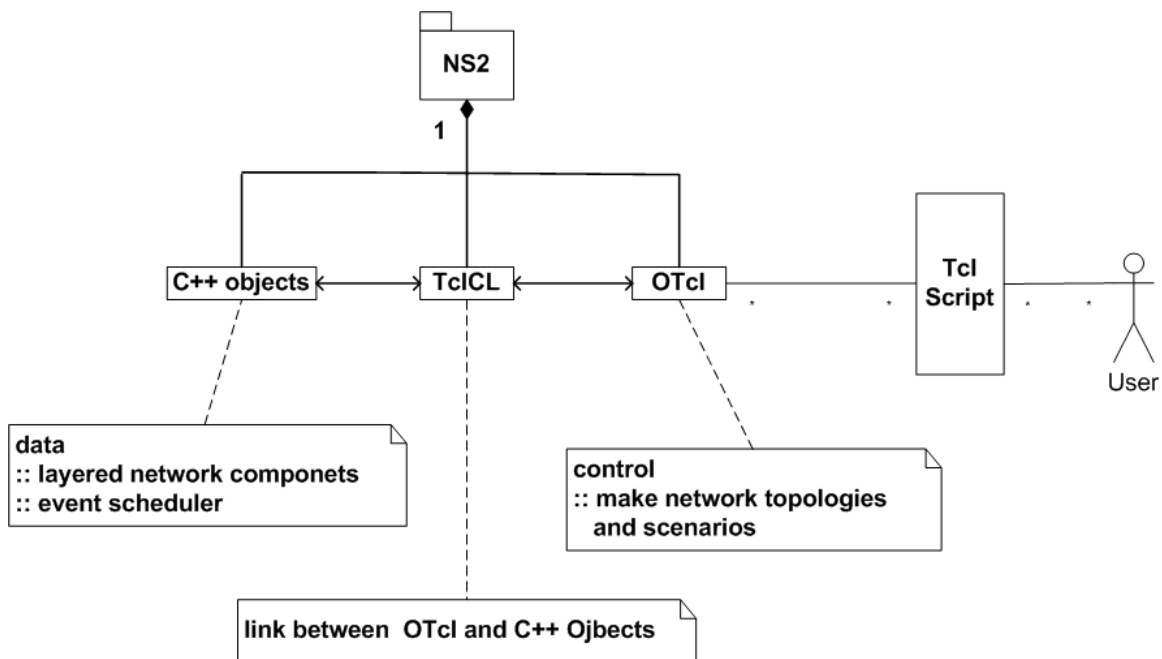 NS2
1
C++ objects
TclCL
OTcl
Tcl
Script
* * * *
User
data
:: layered network componets
:: event scheduler
control
:: make network topologies
and scenarios
link between OTcl and C++ Ojbects